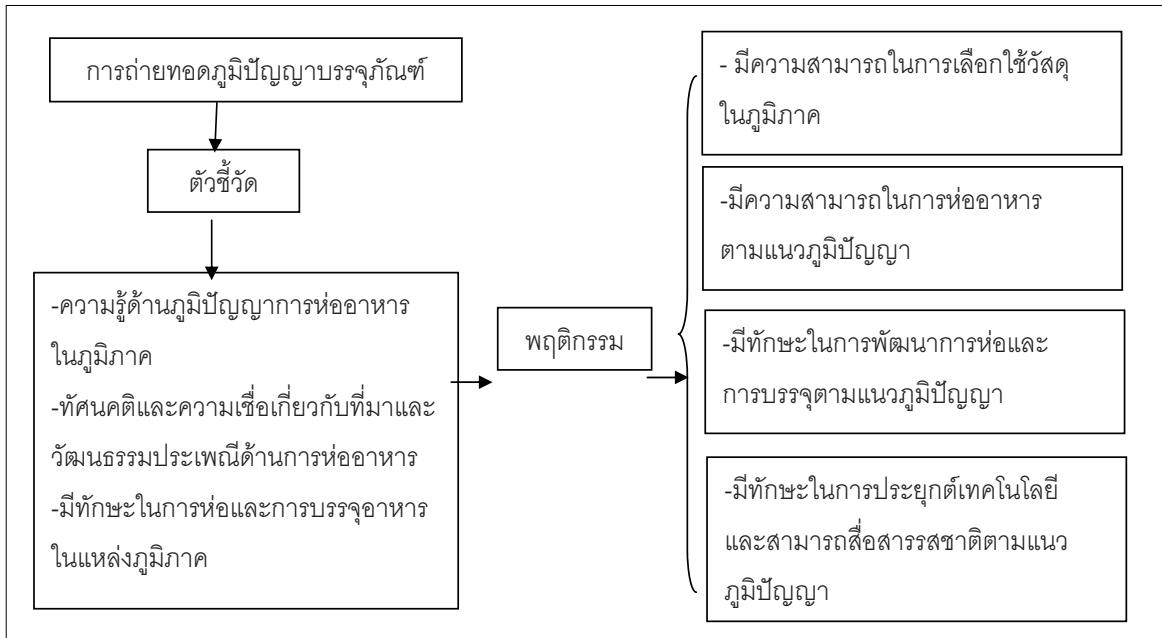 การถ่ายทอดภูมิปัญญาบรรจุภัณฑ์
ตัวชี้วัด
-ความรู้ด้านภูมิปัญญาการห่ออาหาร
ในภูมิภาค
-ทัศนคติและความเชื่อเกี่ยวกับที่มาและ
วัฒนธรรมประเพณีด้านการห่ออาหาร
-มีทักษะในการห่อและการบรรจุอาหาร
ในแหล่งภูมิภาค
พฤติกรรม
- มีความสามารถในการเลือกใช้วัสดุ
ในภูมิภาค
-มีความสามารถในการห่ออาหาร
ตามแนวภูมิปัญญา
-มีทักษะในการพัฒนาการห่อและ
การบรรจุตามแนวภูมิปัญญา
-มีทักษะในการประยุกต์เทคโนโลยี
และสามารถสื่อสารรสชาติตามแนว
ภูมิปัญญา